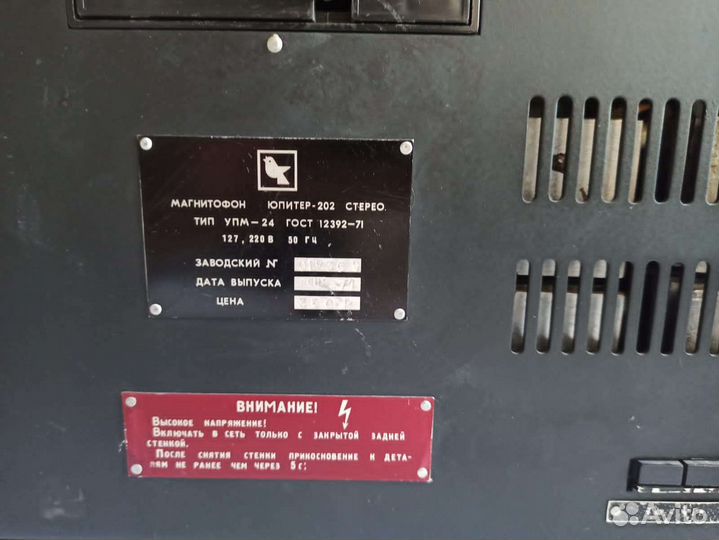 МАГНИТОФОН ЮПИТЕР-202 СТЕРЕО.
ТИП УПМ-24 ГОСТ 12392-71
127, 220 В 50 ГЦ
ЗАВОДСКИЙ №
ДАТА ВЫПУСКА
ЦЕНА
ВНИМАНИЕ!
ВЫСОКОЕ НАПРЯЖЕНИЕ!
ВКЛЮЧАТЬ В СЕТЬ ТОЛЬКО С ЗАКРЫТОЙ ЗАДНЕЙ
СТЕНКОЙ.
ПОСЛЕ СНЯТИЯ СТЕНКИ ПРИКОСНОВЕНИЕ К ДЕТА-
ЛЯМ НЕ РАНЕЕ ЧЕМ ЧЕРЕЗ 5 С;
Avito